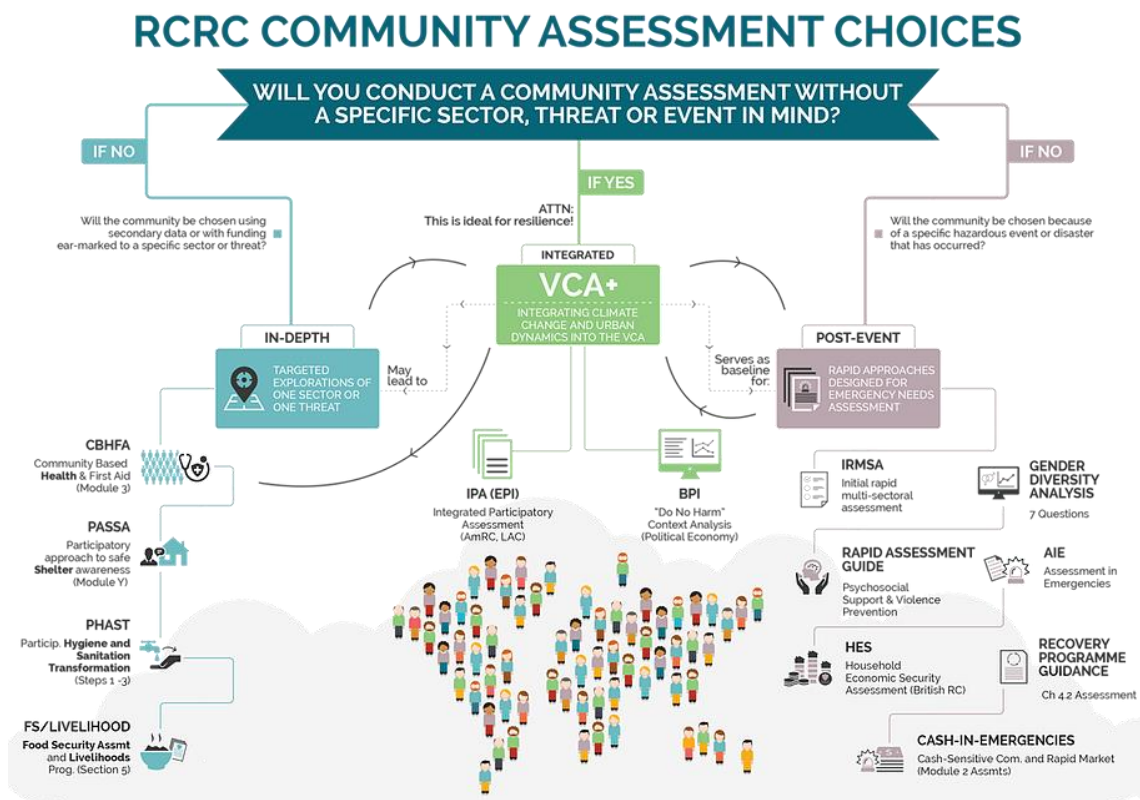 RCRC COMMUNITY ASSESSMENT CHOICES
WILL YOU CONDUCT A COMMUNITY ASSESSMENT WITHOUT
A SPECIFIC SECTOR, THREAT OR EVENT IN MIND?
IF NO
IF YES
IF NO
Will the community be chosen using
secondary data or with funding
ear-marked to a specific sector or threat?
ATTN:
This is ideal for resilience!
Will the community be chosen because
of a specific hazardous event or disaster
that has occurred?
INTEGRATED
VCA+
INTEGRATING CLIMATE
CHANGE AND URBAN
DYNAMICS INTO THE VCA
IN-DEPTH
TARGETED
EXPLORATIONS OF
ONE SECTOR OR
ONE THREAT
May
lead to
Serves as
baseline
for:
POST-EVENT
RAPID APPROACHES
DESIGNED FOR
EMERGENCY NEEDS
ASSESSMENT
CBHFA
Community Based
Health & First Aid
(Module 3)
PASSA
Participatory
approach to safe
Shelter awareness
(Module Y)
PHAST
Particip. Hygiene and
Sanitation
Transformation
(Steps 1 -3)
FS/LIVELIHOOD
Food Security Assmt
and Livelihoods
Prog. (Section 5)
IPA (EPI)
Integrated Participatory
Assessment
(AmRC, LAC)
BPI
"Do No Harm"
Context Analysis
(Political Economy)
IRMSA
Initial rapid
multi-sectoral
assessment
GENDER
DIVERSITY
ANALYSIS
7 Questions
RAPID ASSESSMENT
GUIDE
Psychosocial
Support & Violence
Prevention
AIE
Assessment in
Emergencies
HES
Household
Economic Security
Assessment (British RC)
RECOVERY
PROGRAMME
GUIDANCE
Ch 4.2 Assessment
CASH-IN-EMERGENCIES
Cash-Sensitive Com. and Rapid Market
(Module 2 Assmts)